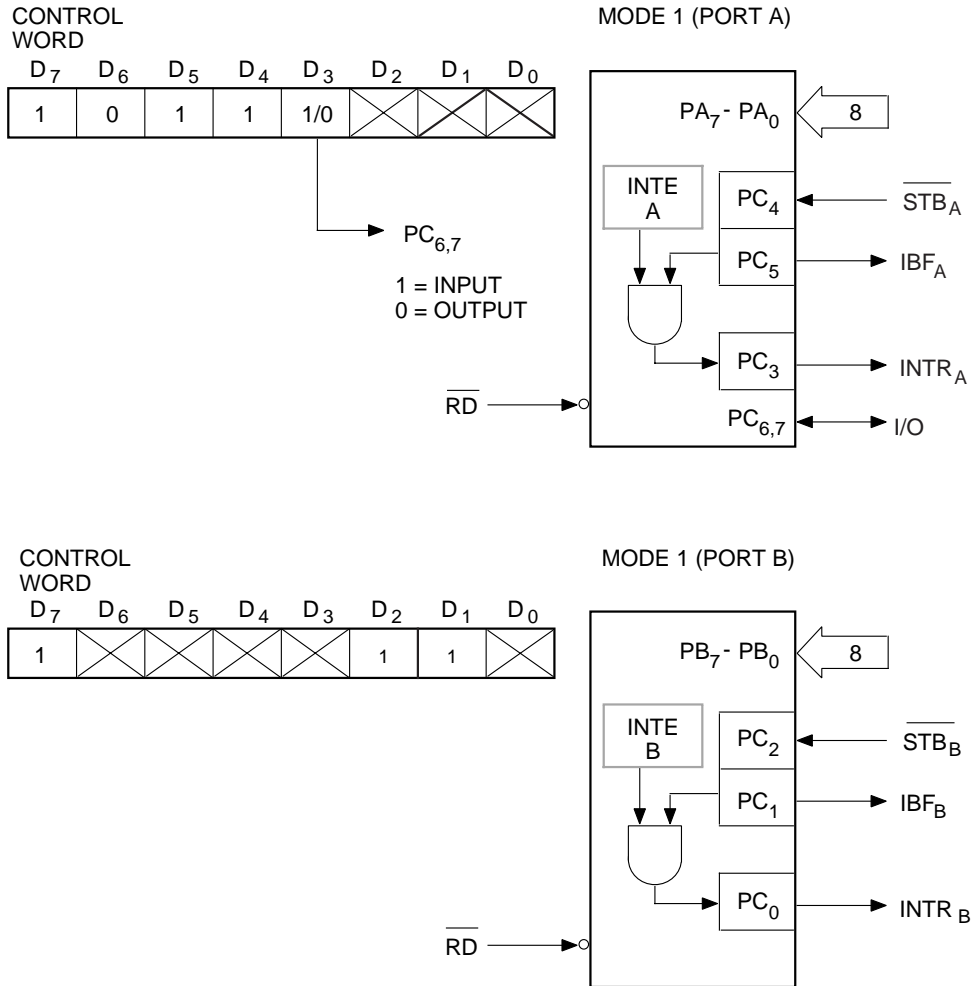 CONTROL
WORD
D7 D6 D5 D4 D3 D2 D1 D0
1 0 1 1 1/0
PC6,7
1 = INPUT
0 = OUTPUT
MODE 1 (PORT A)
PA7 - PA0
8
INTE
A
PC4
STBA
PC5
IBFA
PC3
INTRA
RD
PC6,7
I/O
CONTROL
WORD
D7 D6 D5 D4 D3 D2 D1 D0
1 1 1
MODE 1 (PORT B)
PB7 - PB0
8
INTE
B
PC2
STBB
PC1
IBFB
PC0
INTRB
RD